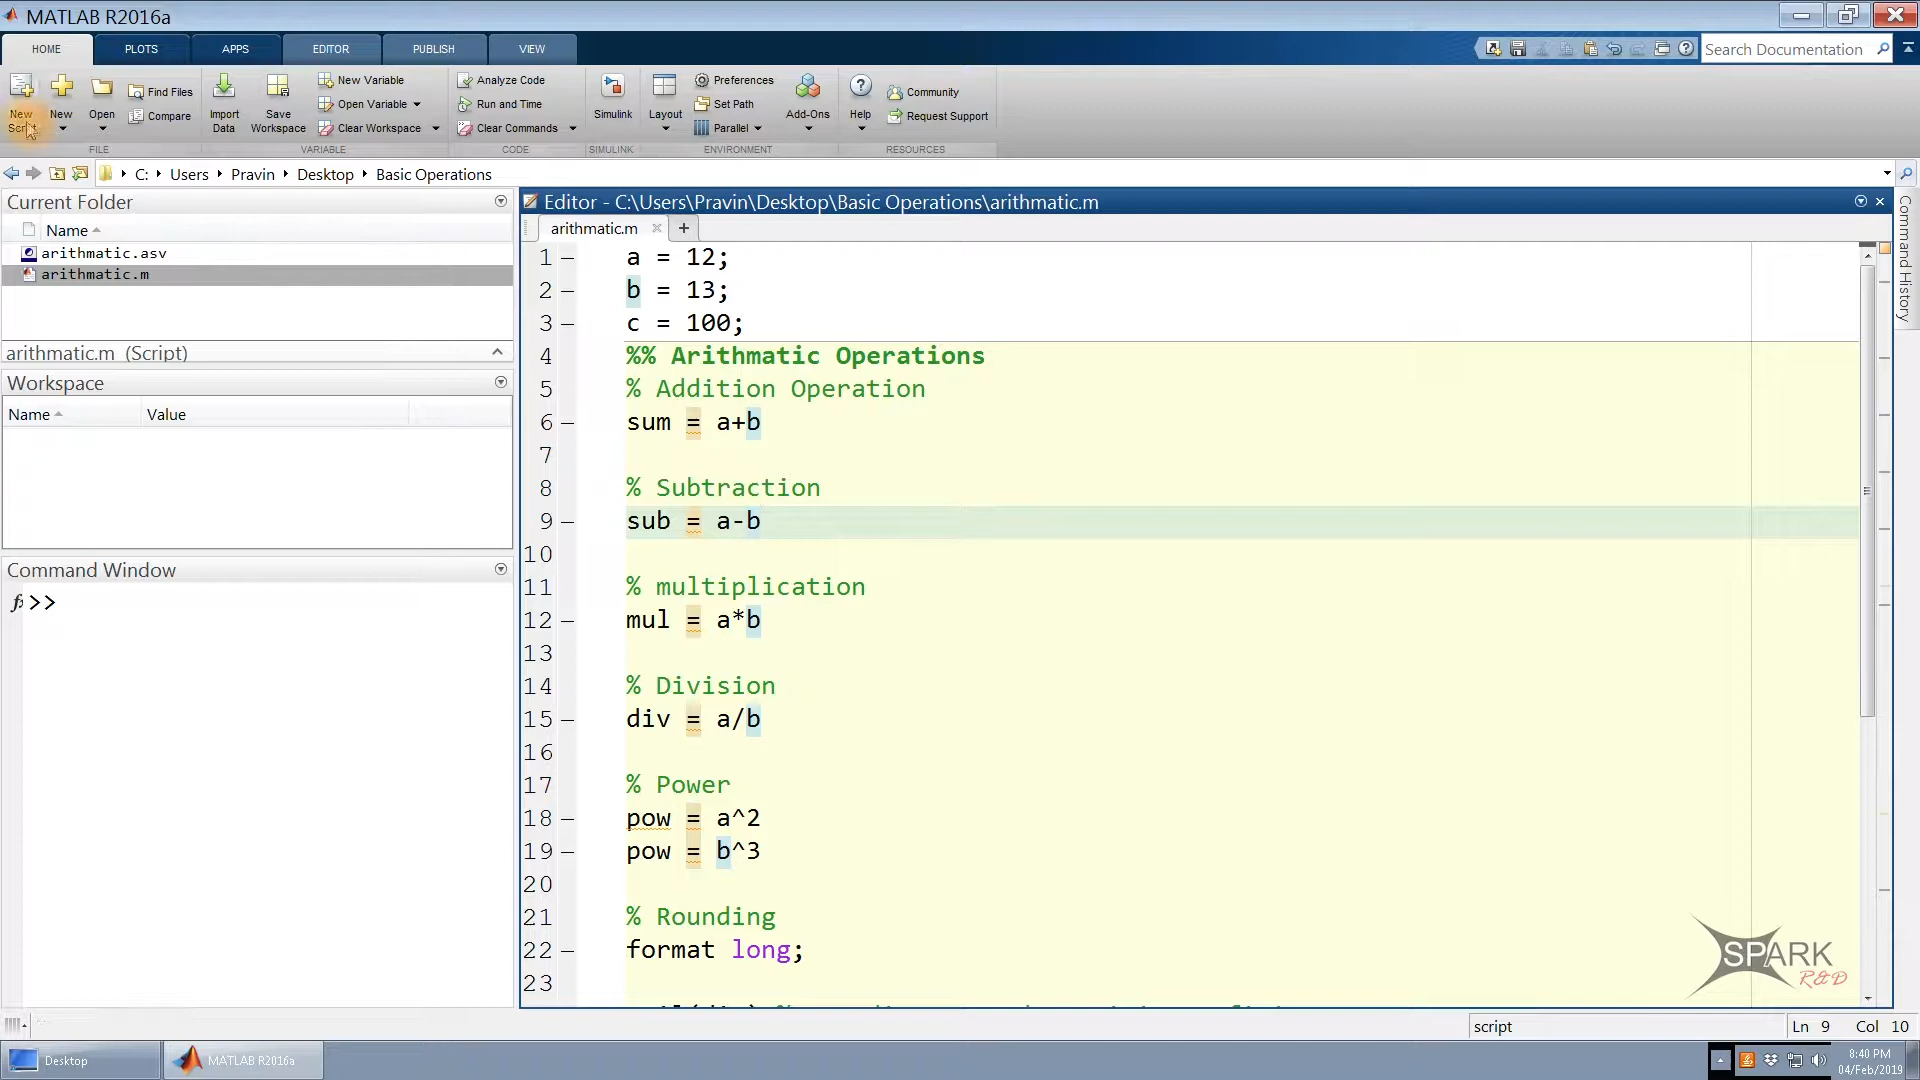 MATLAB R2016a
HOME PLOTS APPS EDITOR PUBLISH VIEW
Search Documentation
New Script
New
Open
Find Files
Compare
FILE
Import Data
Save Workspace
New Variable
Open Variable
Clear Workspace
VARIABLE
Analyze Code
Run and Time
Clear Commands
CODE
Simulink
SIMULINK
Layout
Preferences
Set Path
Parallel
ENVIRONMENT
Add-Ons
Help
Community
Request Support
RESOURCES
C: Users Pravin Desktop Basic Operations
Current Folder
Name
arithmatic.asv
arithmatic.m
arithmatic.m (Script)
Workspace
Name Value
Command Window
fx >>
Editor - C:\Users\Pravin\Desktop\Basic Operations\arithmatic.m
arithmatic.m
1 – a = 12;
2 – b = 13;
3 – c = 100;
4 %% Arithmatic Operations
5 % Addition Operation
6 – sum = a+b
7
8 % Subtraction
9 – sub = a-b
10
11 % multiplication
12 – mul = a*b
13
14 % Division
15 – div = a/b
16
17 % Power
18 – pow = a^2
19 – pow = b^3
20
21 % Rounding
22 – format long;
23
Command History
SPARK
R&D
script Ln 9 Col 10
Desktop
MATLAB R2016a
8:40 PM
04/Feb/2019